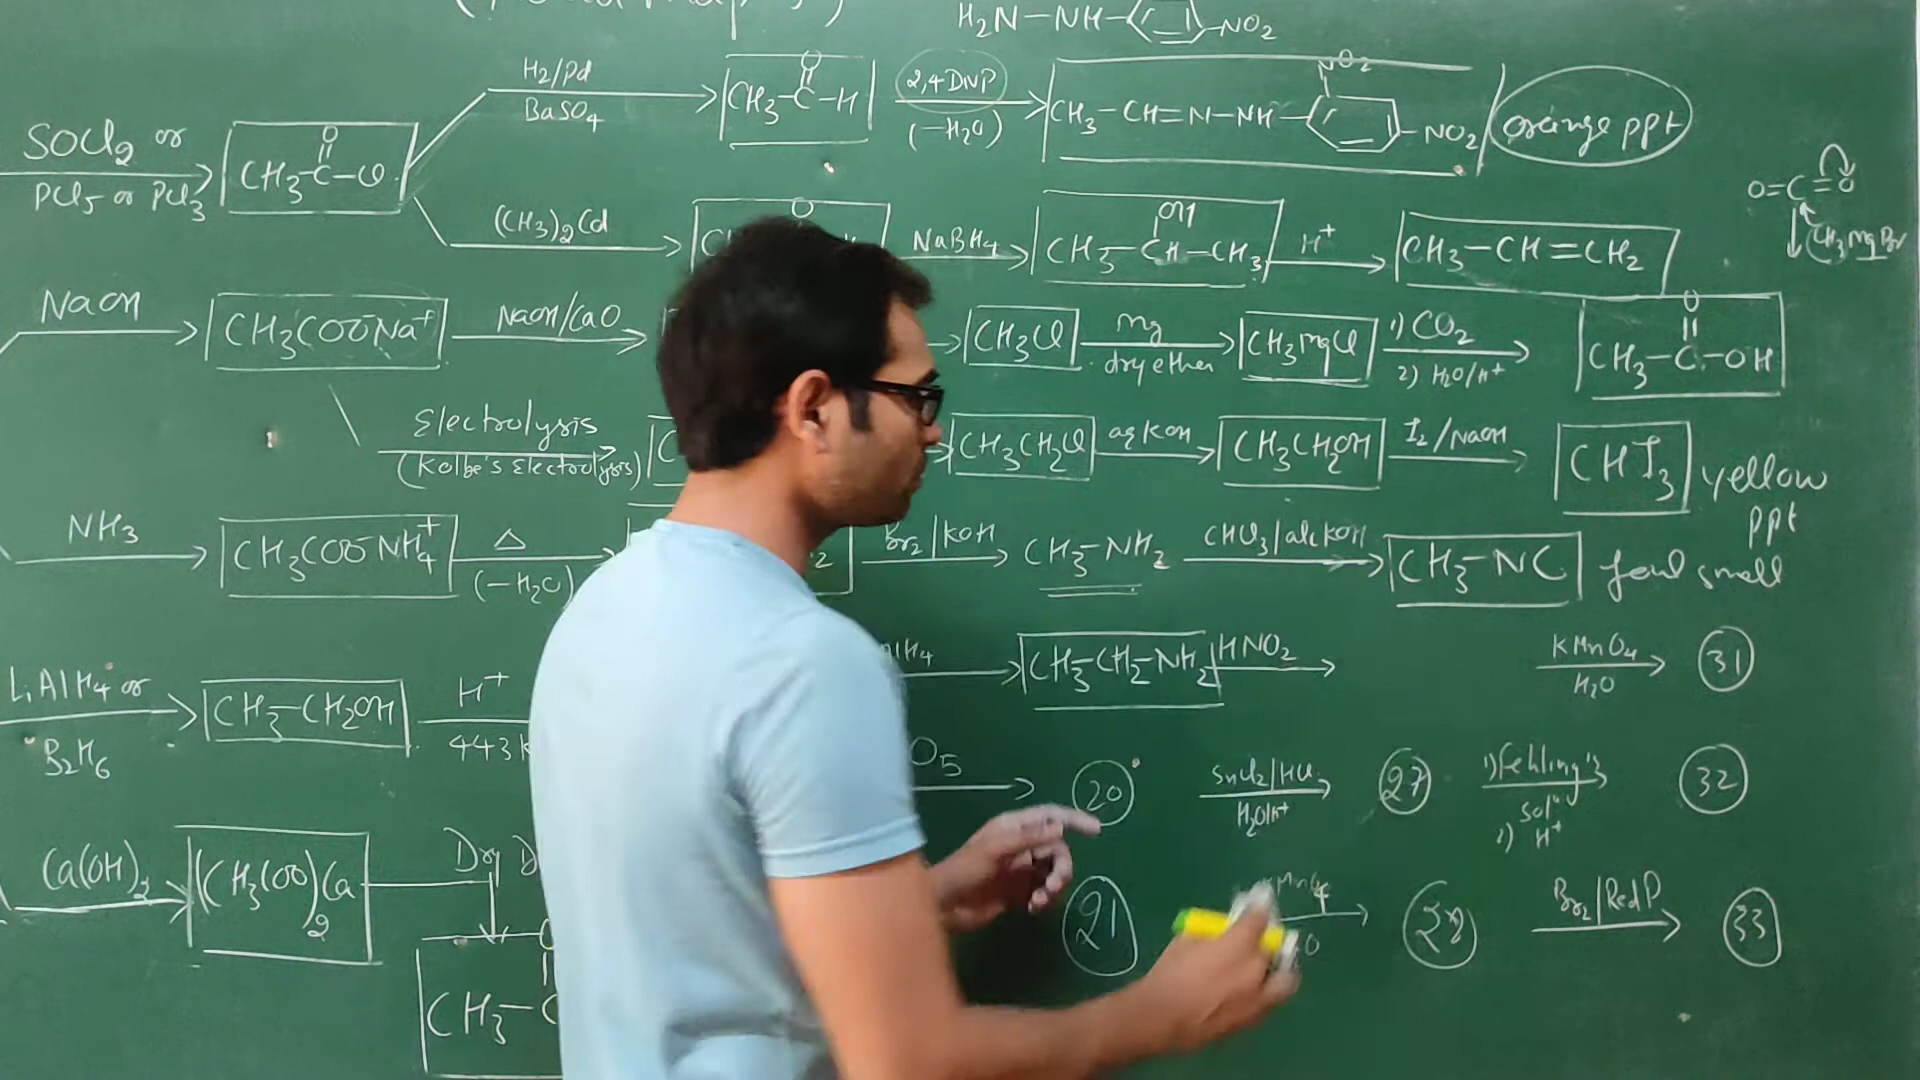 H2N-NH- -NO2
H2/Pd
BaSO4
O
CH3-C-H
2,4 DNP
(-H2O)
NO2
CH3-CH=N-NH- -NO2
orange ppt
SOCl2 or
PCl5 or PCl3
O
CH3-C-Cl
O=C=O
CH3MgBr
(CH3)2Cd
O
NaBH4
OH
CH3-CH-CH3
H+
CH3-CH=CH2
NaOH
CH3COO-Na+
NaOH/CaO
CH3Cl
Mg
dry ether
CH3MgCl
1) CO2
2) H2O/H+
O
CH3-C-OH
Electrolysis
(Kolbe's Electrolysis)
CH3CH2Cl
aq KOH
CH3CH2OH
I2/NaOH
CHI3
yellow
ppt
NH3
CH3COO-NH4+
△
(-H2O)
2
Br2/KOH
CH3-NH2
CHCl3/alc KOH
CH3-NC
foul smell
LiAlH4 or
B2H6
CH3-CH2OH
H+
443K
AlH4
CH3-CH2-NH2
HNO2
KMnO4
H2O
31
O5
20
SnCl2/HCl
H2O/H+
27
1) Fehling's
Sol"
2) H+
32
Ca(OH)2
(CH3COO)2Ca
Dry D
CH3-C
21
MnO4
28
Br2/Red P
33